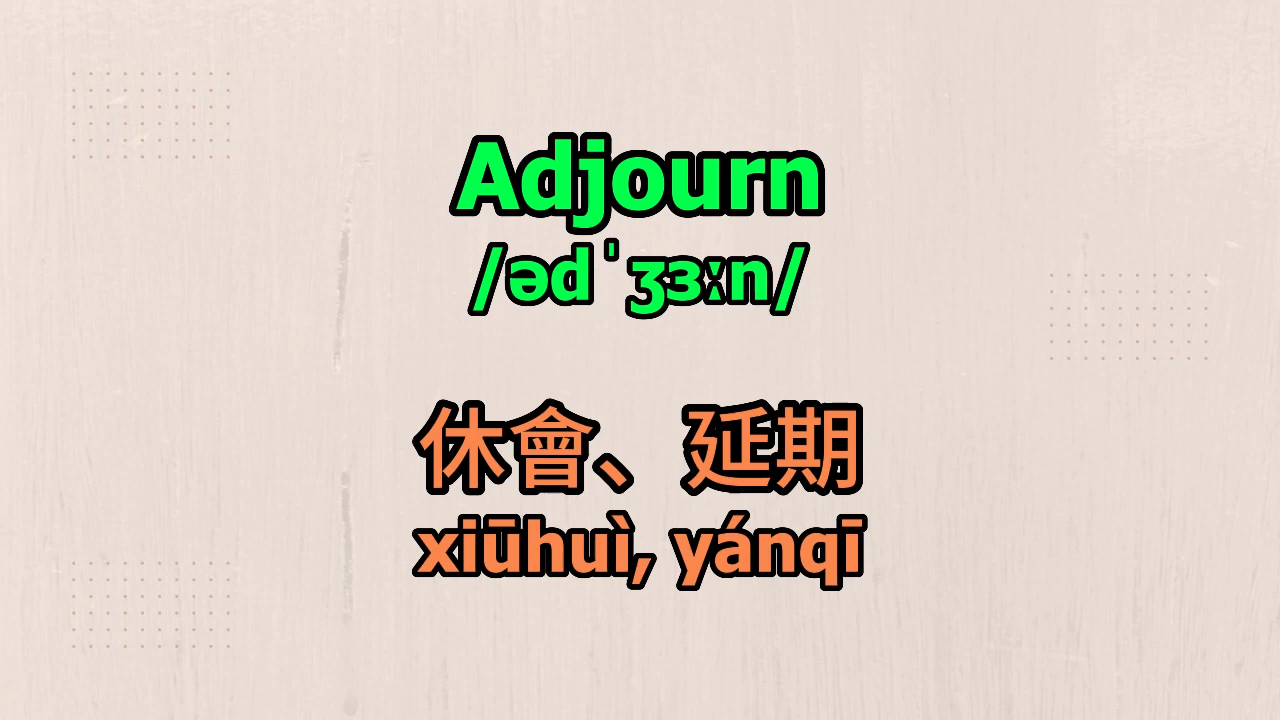 Adjourn
/ədˈʒɜːn/
休會、延期
xiūhuì, yánqī